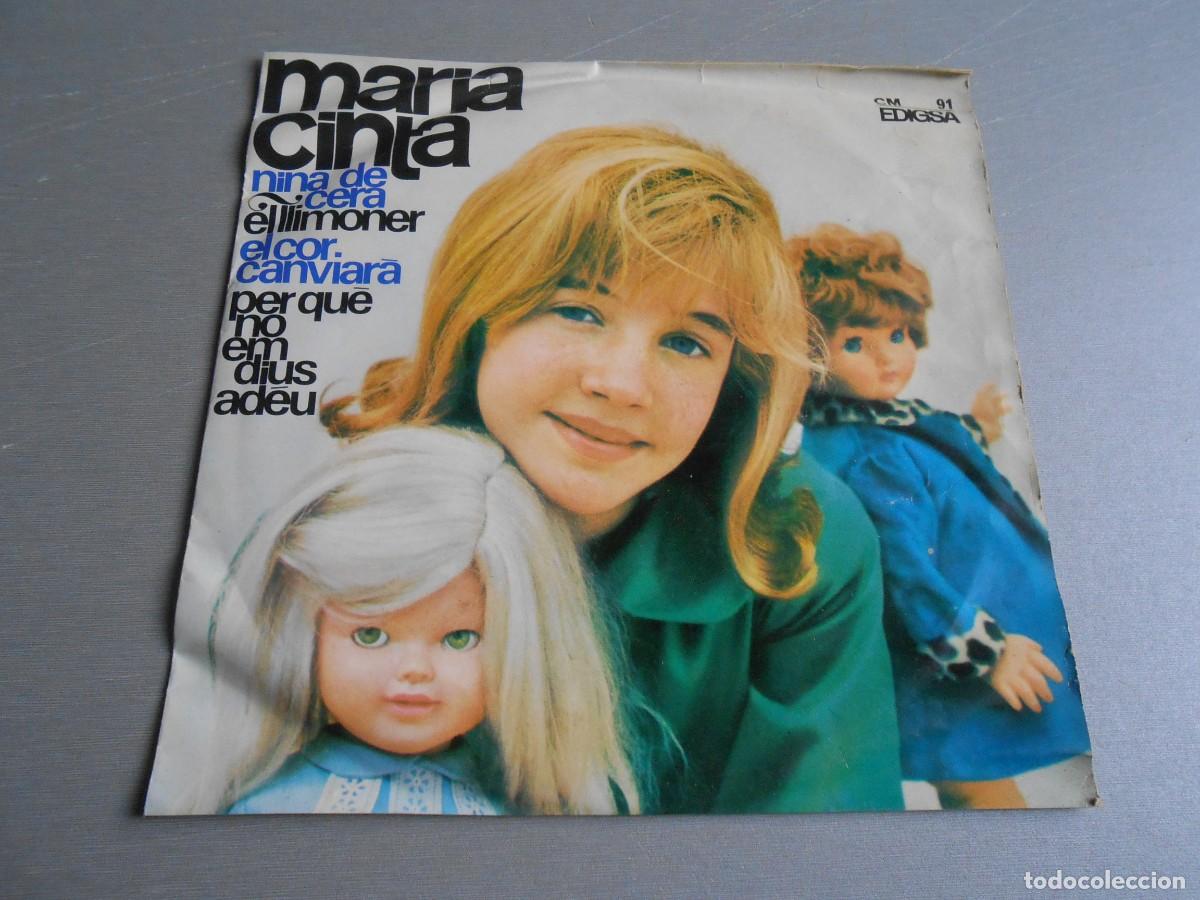 maria
cinta
nina de
cera
el llimoner
el cor.
canviarà
per què
no
em
dius
adéu
CM 91
EDIGSA
todocoleccion